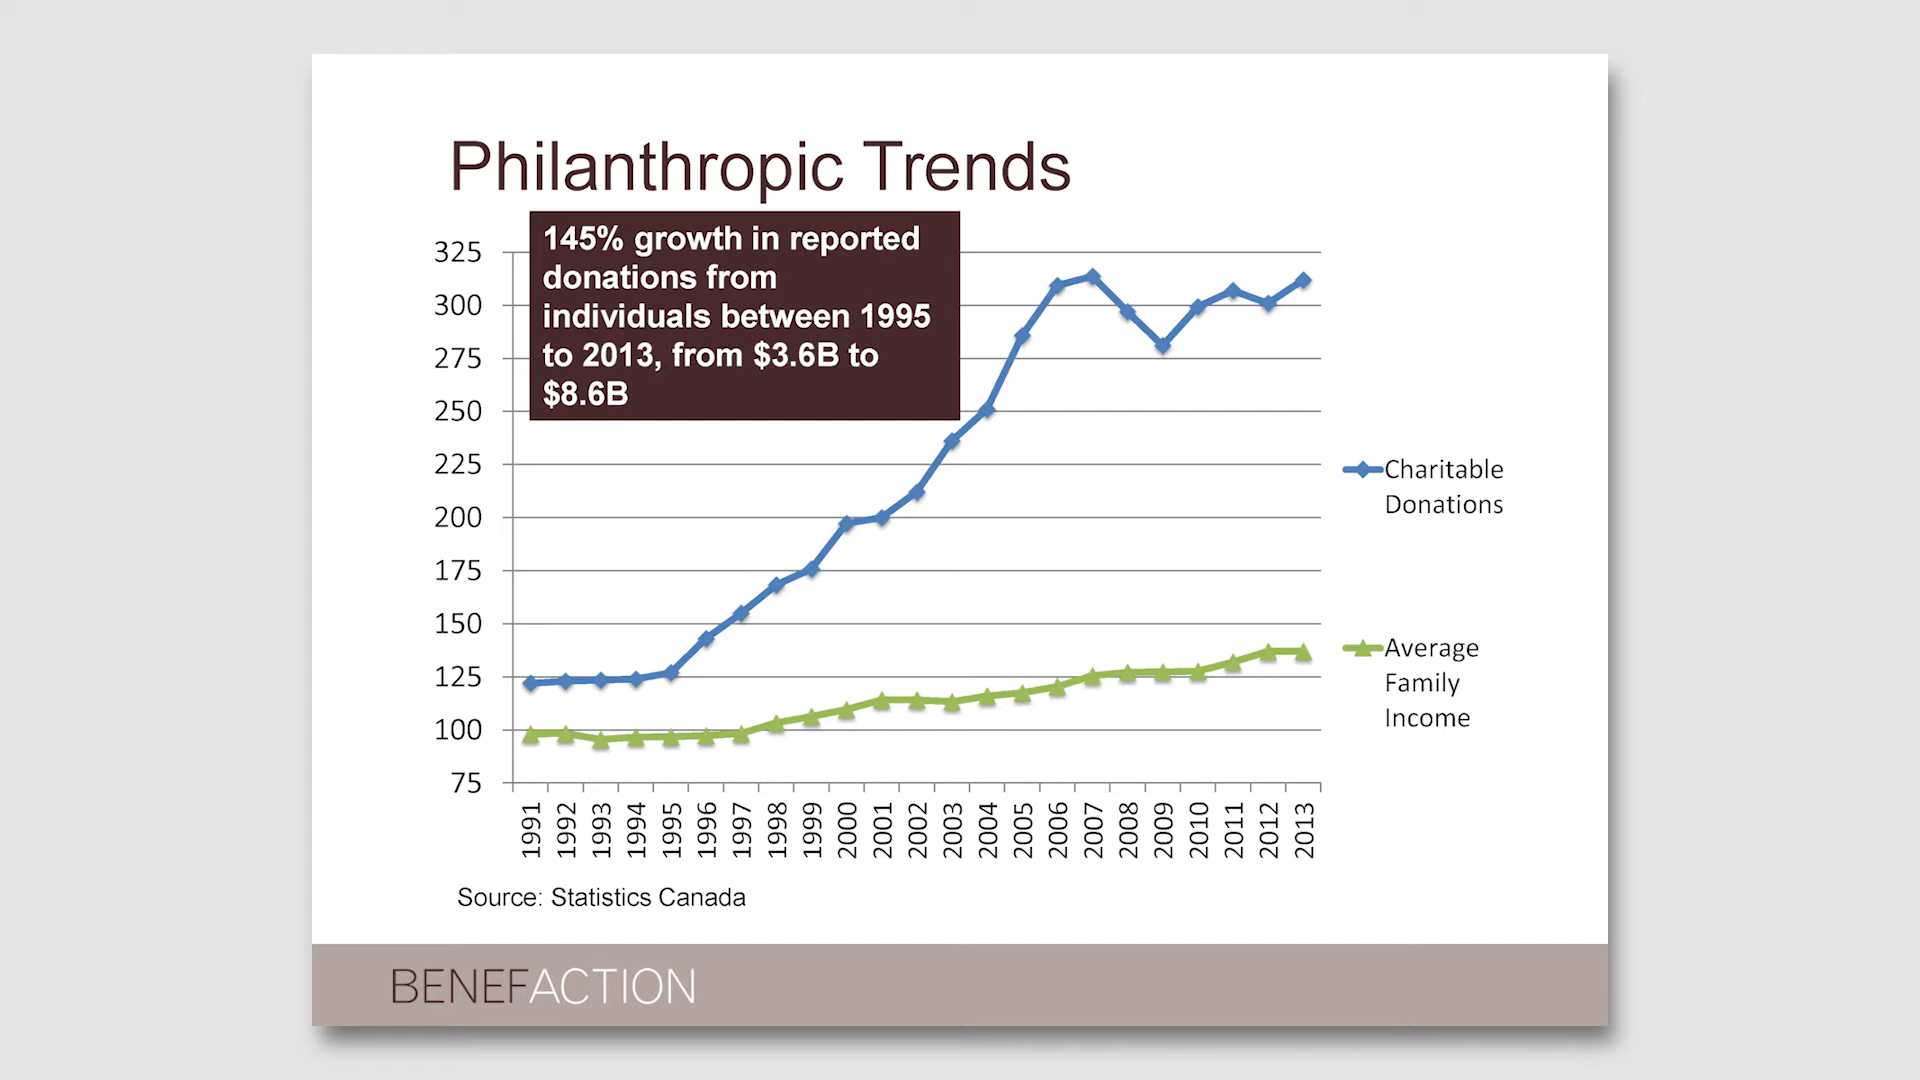 Philanthropic Trends
145% growth in reported
donations from
individuals between 1995
to 2013, from $3.6B to
$8.6B
325
300
275
250
225
200
175
150
125
100
75
1991
1992
1993
1994
1995
1996
1997
1998
1999
2000
2001
2002
2003
2004
2005
2006
2007
2008
2009
2010
2011
2012
2013
Charitable
Donations
Average
Family
Income
Source: Statistics Canada
BENEFACTION